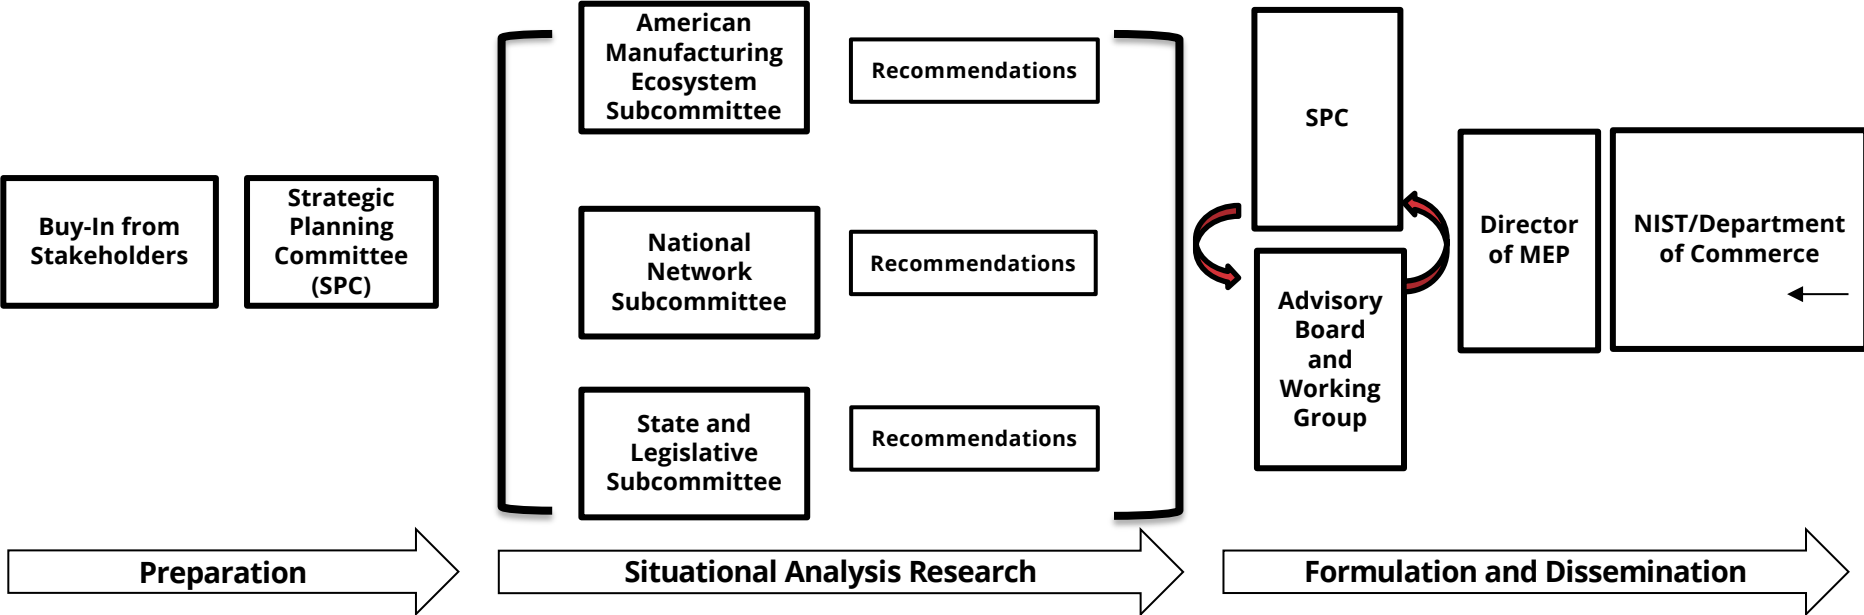 Buy-In from
Stakeholders
Strategic
Planning
Committee
(SPC)
American
Manufacturing
Ecosystem
Subcommittee
Recommendations
National
Network
Subcommittee
Recommendations
State and
Legislative
Subcommittee
Recommendations
SPC
Advisory
Board
and
Working
Group
Director
of MEP
NIST/Department
of Commerce
Preparation
Situational Analysis Research
Formulation and Dissemination